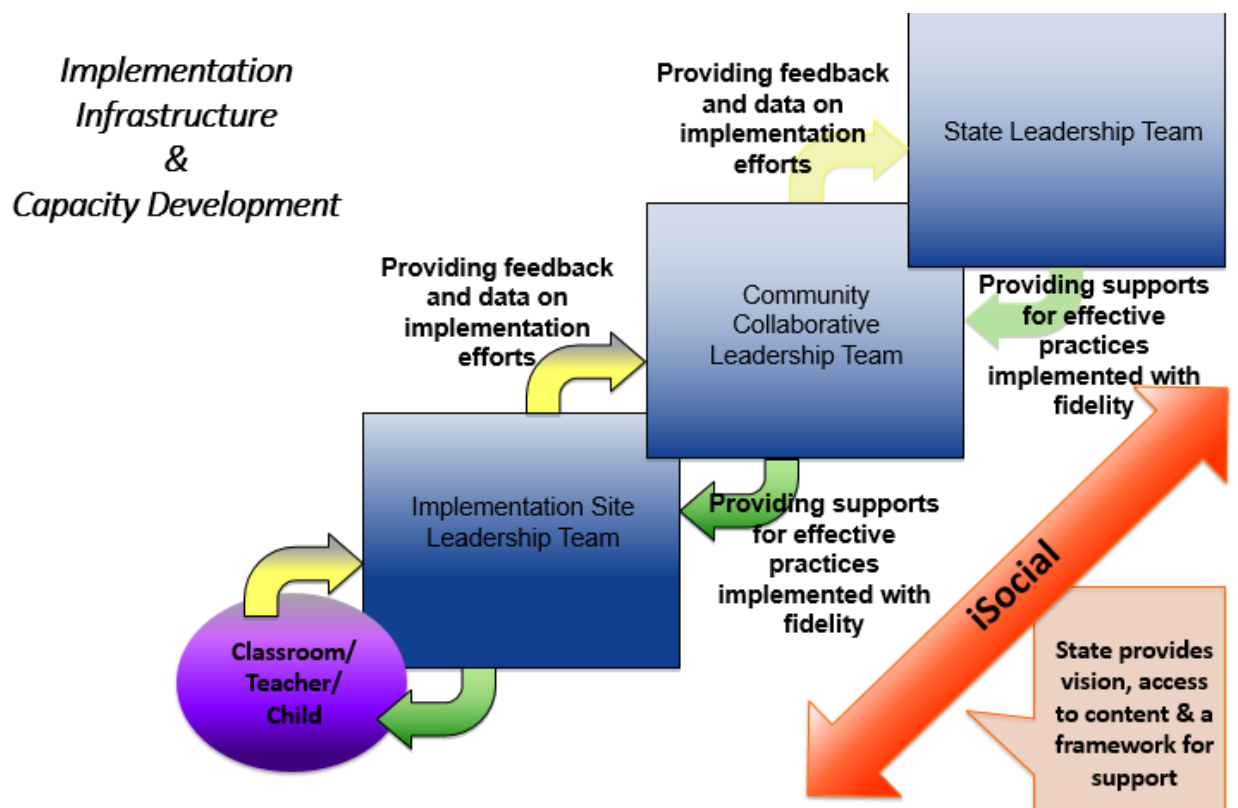 Implementation
Infrastructure
&
Capacity Development
Providing feedback
and data on
implementation
efforts
State Leadership Team
Providing feedback
and data on
implementation
efforts
Community
Collaborative
Leadership Team
Providing supports
for effective
practices
implemented with
fidelity
Implementation Site
Leadership Team
Providing supports
for effective
practices
implemented with
fidelity
Classroom/
Teacher/
Child
iSocial
State provides
vision, access
to content & a
framework for
support